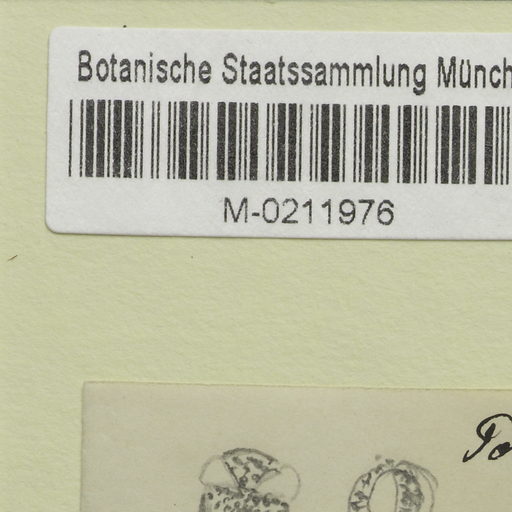 Botanische Staatssammlung Münch
M-0211976